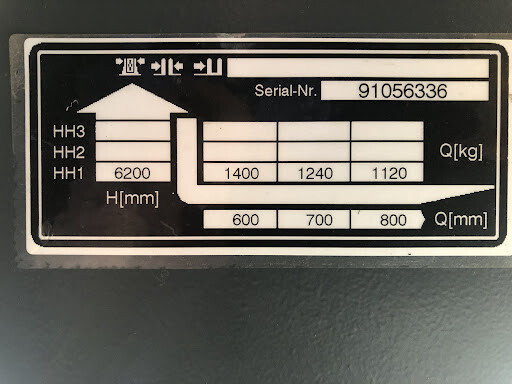 Serial-Nr. 91056336
HH3
HH2 Q[kg]
HH1 6200 1400 1240 1120
H[mm]
600 700 800 Q[mm]